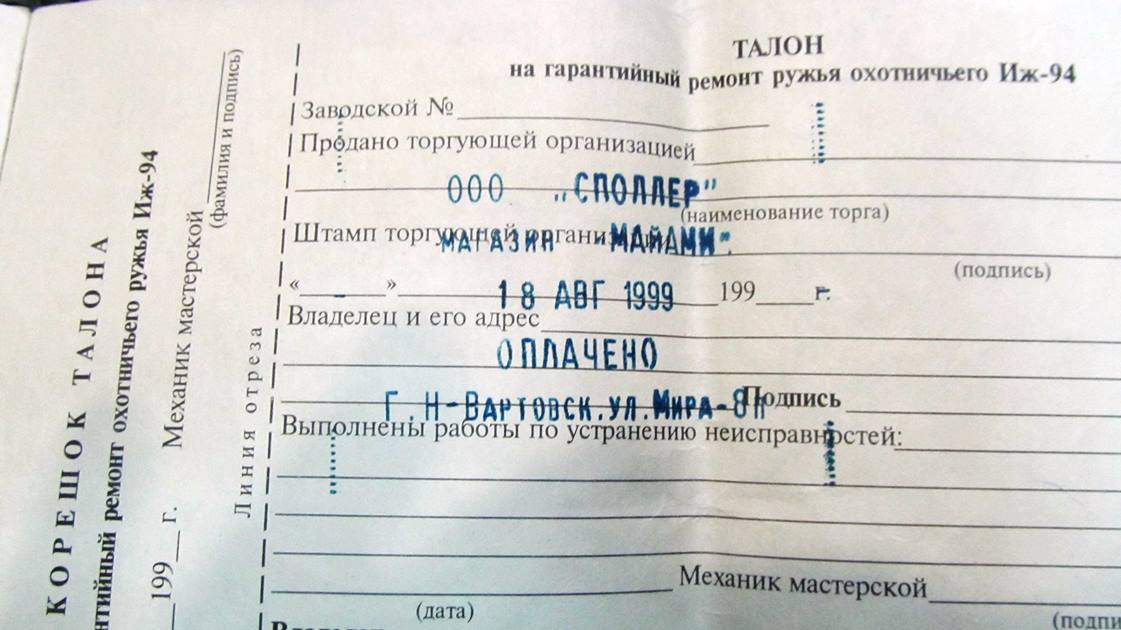 КОРЕШОК ТАЛОНА
ремонт охотничьего ружья Иж-94
199 г. Механик мастерской
(фамилия и подпись)
Линия отреза
ТАЛОН
на гарантийный ремонт ружья охотничьего Иж-94
Заводской №
Продано торгующей организацией
ООО „СПОЛЛЕР”
(наименование торга)
Штамп торгующей организации
МАГАЗИН "МАЙАМИ".
(подпись)
« » 199 г.
18 АВГ 1999
Владелец и его адрес
ОПЛАЧЕНО
Г.Н-ВАРТОВСК.УЛ.МИРА-8П
Подпись
Выполнены работы по устранению неисправностей:
Механик мастерской
(дата)